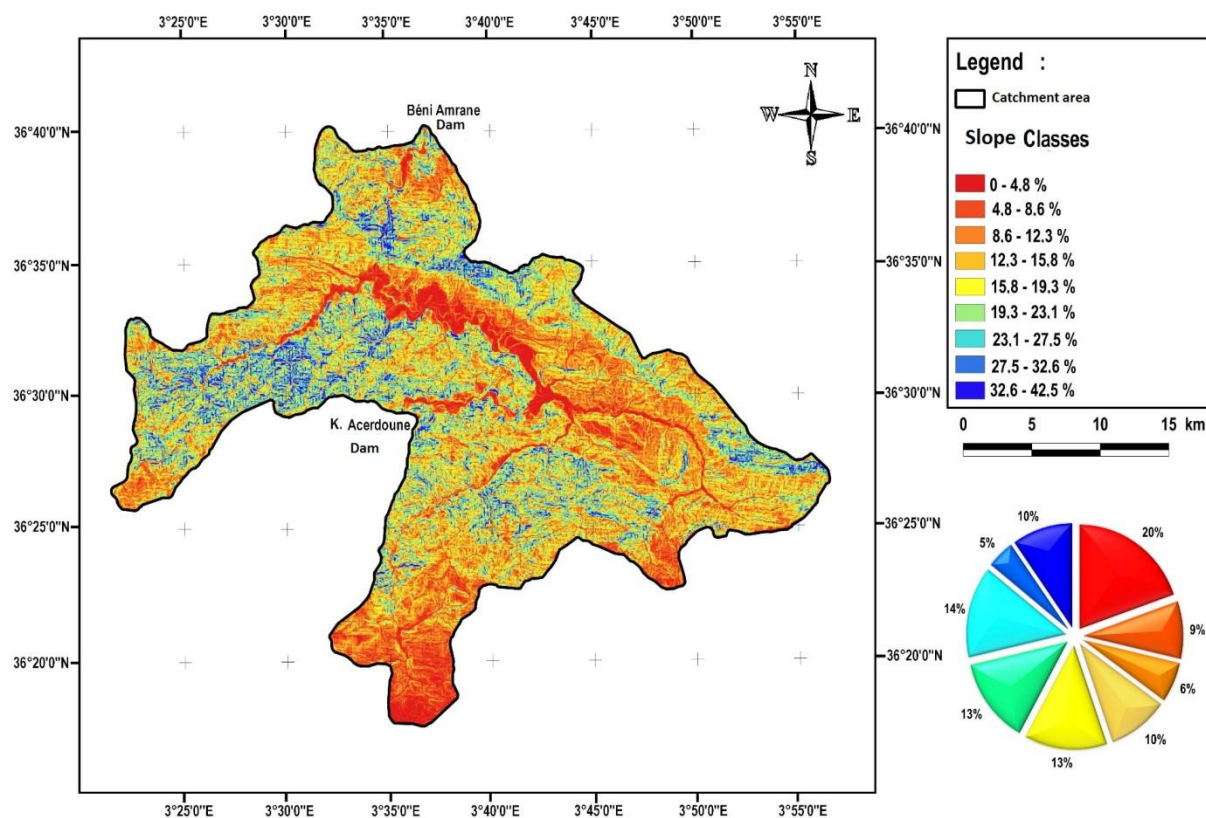 3°25'0"E 3°30'0"E 3°35'0"E 3°40'0"E 3°45'0"E 3°50'0"E 3°55'0"E
N
W E
S
Béni Amrane
Dam
36°40'0"N 36°40'0"N
36°35'0"N 36°35'0"N
36°30'0"N 36°30'0"N
K. Acerdoune
Dam
36°25'0"N 36°25'0"N
36°20'0"N 36°20'0"N
3°25'0"E 3°30'0"E 3°35'0"E 3°40'0"E 3°45'0"E 3°50'0"E 3°55'0"E
Legend :
Catchment area
Slope Classes
0 - 4.8 %
4.8 - 8.6 %
8.6 - 12.3 %
12.3 - 15.8 %
15.8 - 19.3 %
19.3 - 23.1 %
23.1 - 27.5 %
27.5 - 32.6 %
32.6 - 42.5 %
0 5 10 15 km
20%
9%
6%
10%
13%
13%
14%
5%
10%